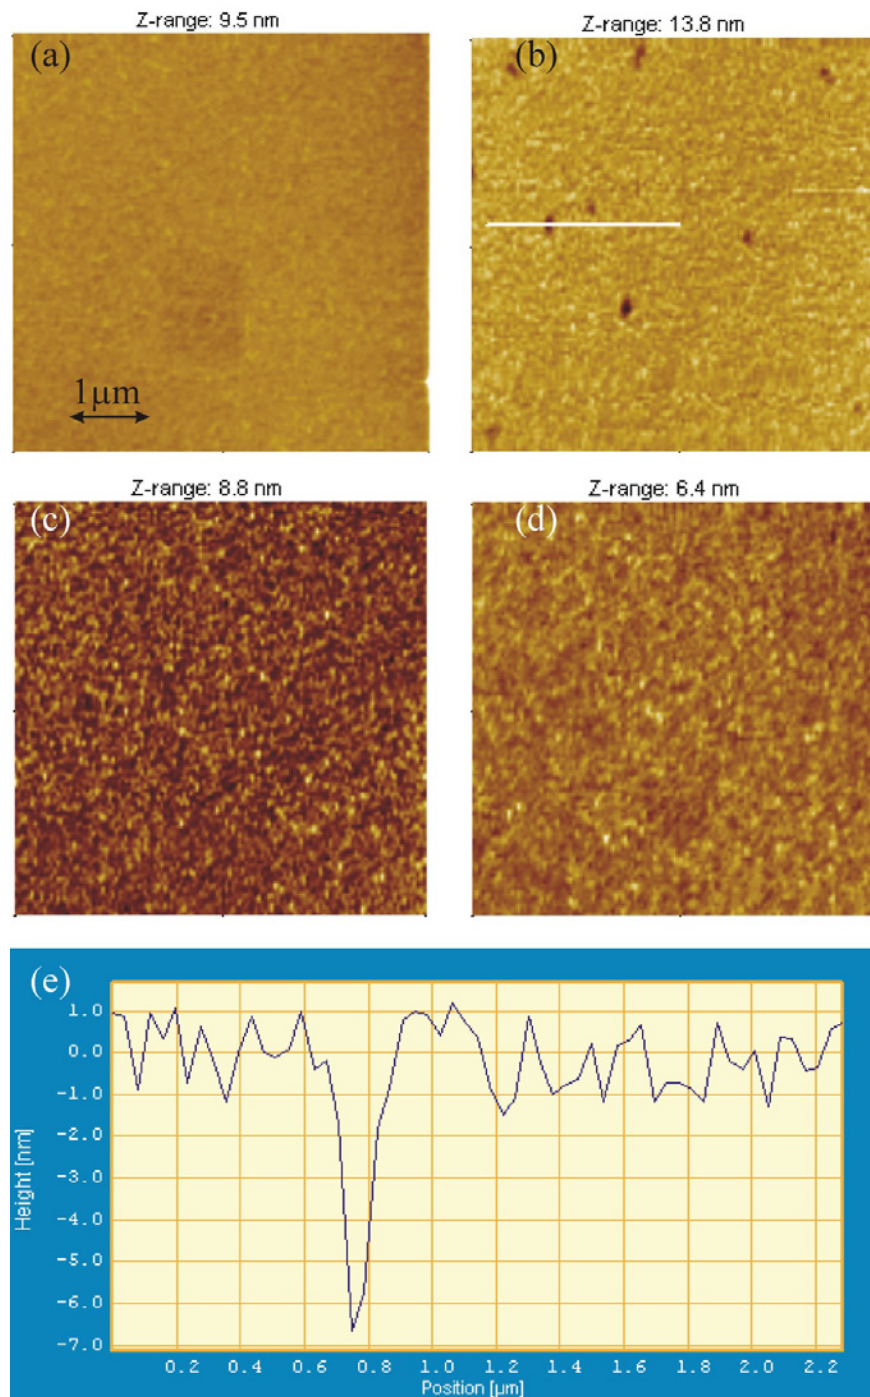 Z-range: 9.5 nm
(a)
1µm
Z-range: 13.8 nm
(b)
Z-range: 8.8 nm
(c)
Z-range: 6.4 nm
(d)
(e)
Height [nm]
1.0
0.0
-1.0
-2.0
-3.0
-4.0
-5.0
-6.0
-7.0
0.2 0.4 0.6 0.8 1.0 1.2 1.4 1.6 1.8 2.0 2.2
Position [µm]